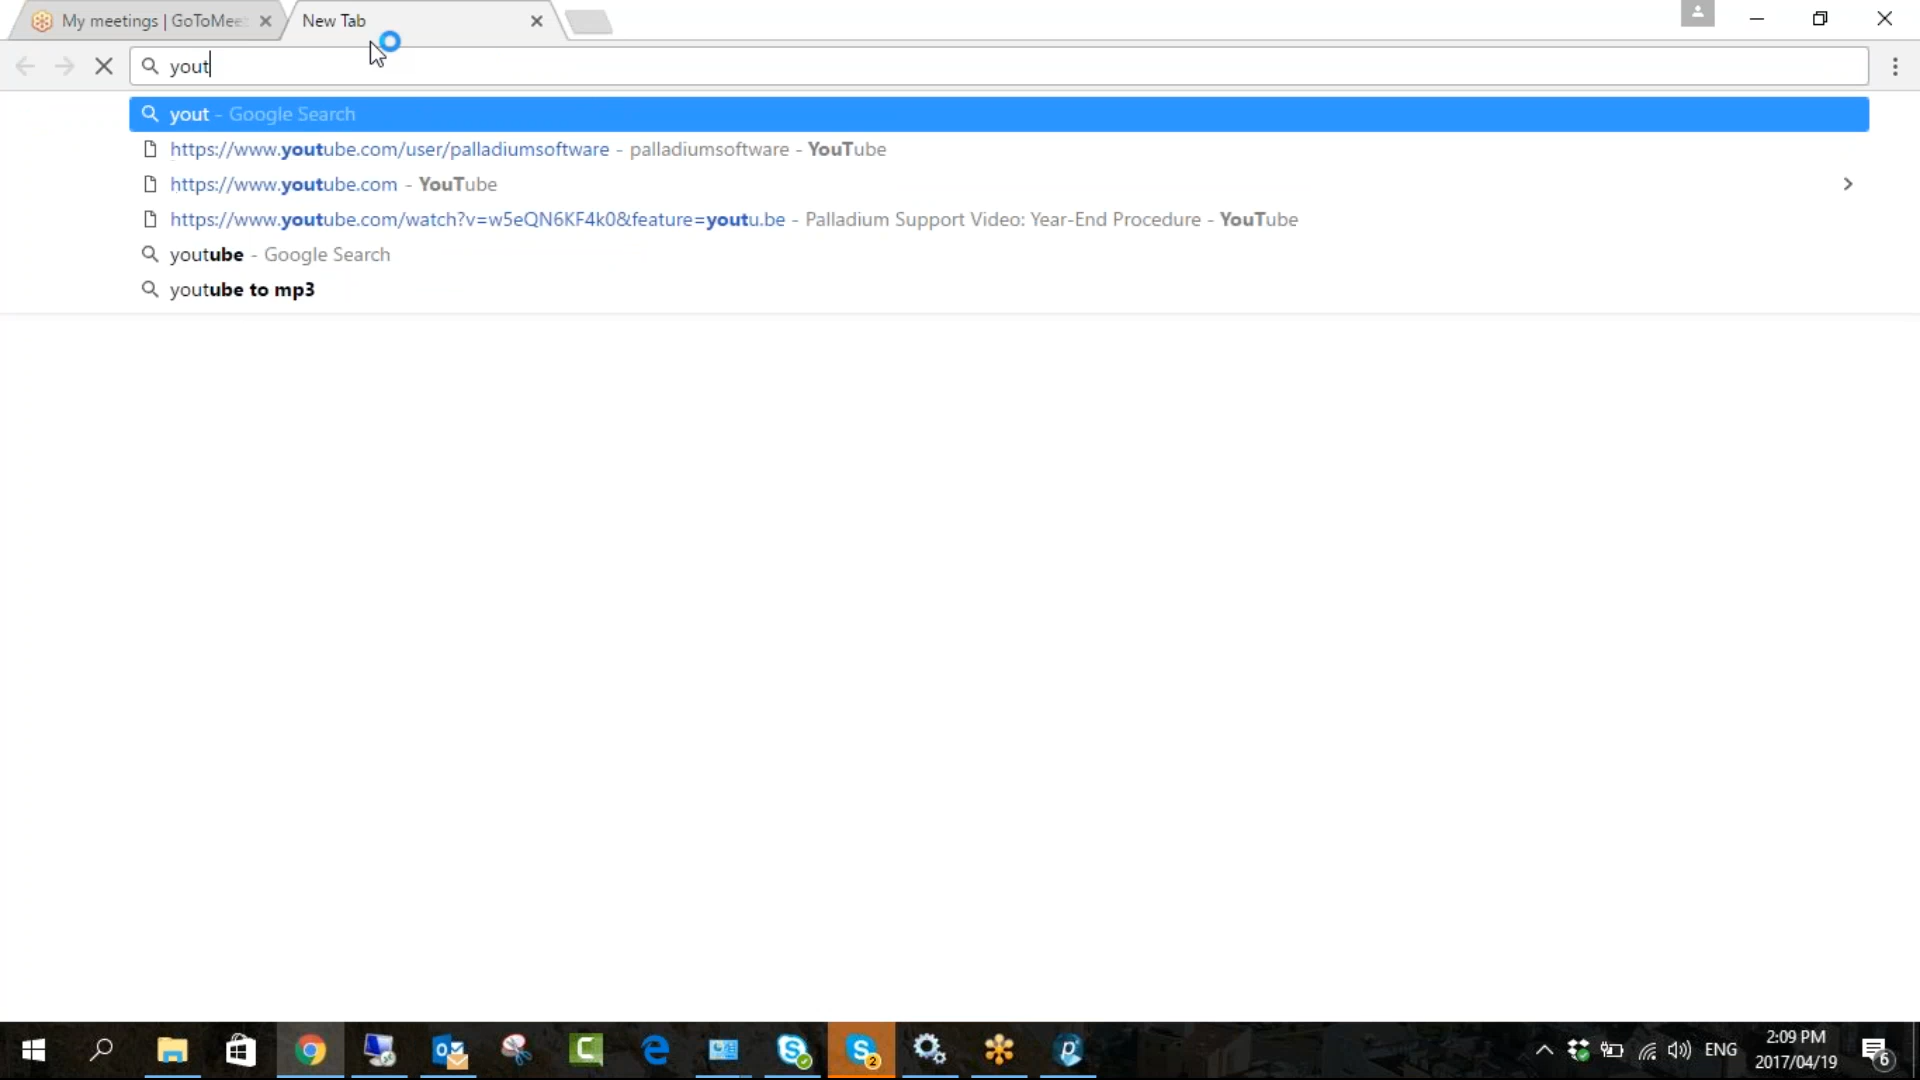 My meetings | GoToMee
New Tab
yout
yout - Google Search
https://www.youtube.com/user/palladiumsoftware - palladiumsoftware - YouTube
https://www.youtube.com - YouTube
https://www.youtube.com/watch?v=w5eQN6KF4k0&feature=youtu.be - Palladium Support Video: Year-End Procedure - YouTube
youtube - Google Search
youtube to mp3
2
ENG
2:09 PM
2017/04/19
6